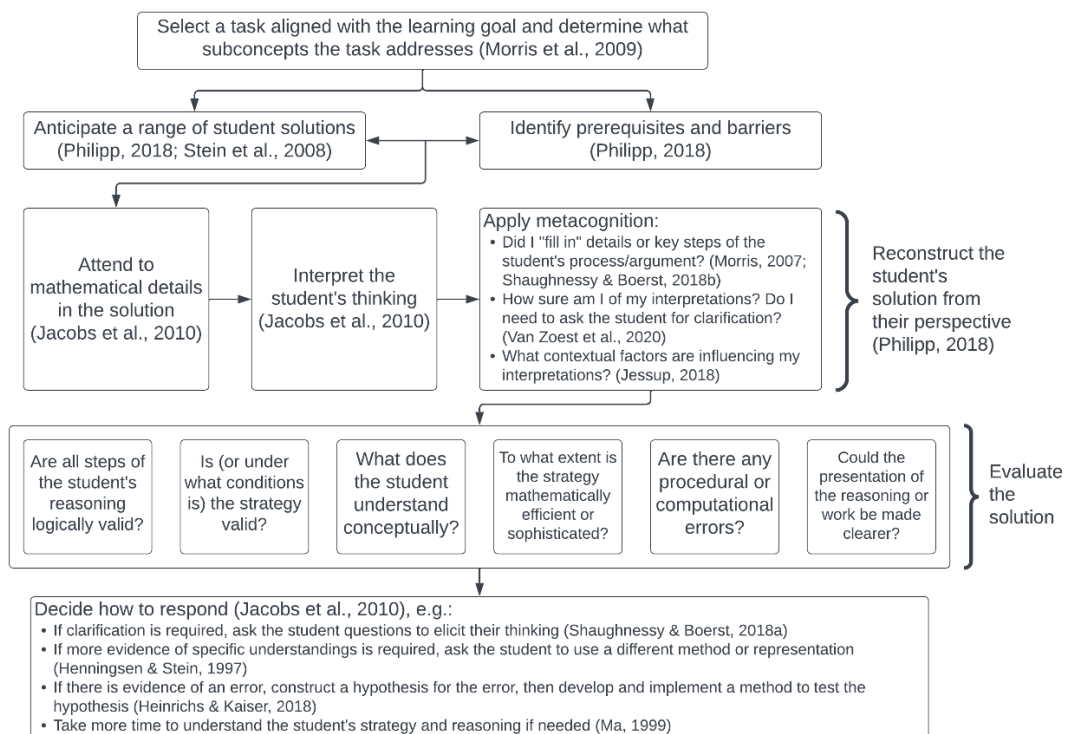 Select a task aligned with the learning goal and determine what
subconcepts the task addresses (Morris et al., 2009)
Anticipate a range of student solutions
(Philipp, 2018; Stein et al., 2008)
Identify prerequisites and barriers
(Philipp, 2018)
Attend to
mathematical details
in the solution
(Jacobs et al., 2010)
Interpret the
student's thinking
(Jacobs et al., 2010)
Apply metacognition:
• Did I "fill in" details or key steps of the
student's process/argument? (Morris, 2007;
Shaughnessy & Boerst, 2018b)
• How sure am I of my interpretations? Do I
need to ask the student for clarification?
(Van Zoest et al., 2020)
• What contextual factors are influencing my
interpretations? (Jessup, 2018)
Reconstruct the
student's
solution from
their perspective
(Philipp, 2018)
Are all steps of
the student's
reasoning
logically valid?
Is (or under
what conditions
is) the strategy
valid?
What does
the student
understand
conceptually?
To what extent is
the strategy
mathematically
efficient or
sophisticated?
Are there any
procedural or
computational
errors?
Could the
presentation of
the reasoning or
work be made
clearer?
Evaluate
the
solution
Decide how to respond (Jacobs et al., 2010), e.g.:
• If clarification is required, ask the student questions to elicit their thinking (Shaughnessy & Boerst, 2018a)
• If more evidence of specific understandings is required, ask the student to use a different method or representation
(Henningsen & Stein, 1997)
• If there is evidence of an error, construct a hypothesis for the error, then develop and implement a method to test the
hypothesis (Heinrichs & Kaiser, 2018)
• Take more time to understand the student's strategy and reasoning if needed (Ma, 1999)